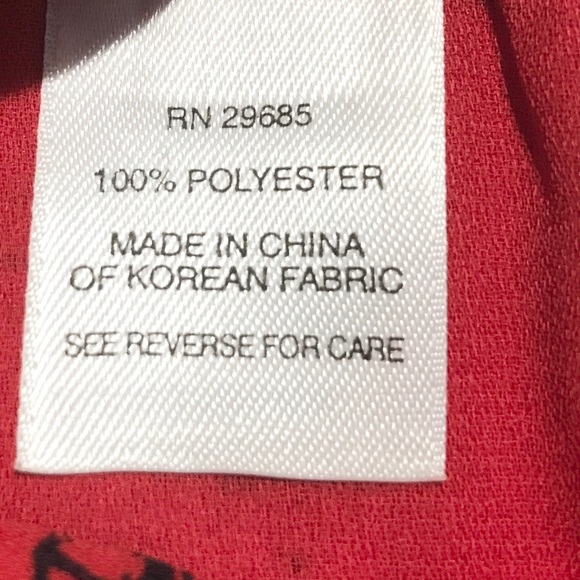 RN 29685
100% POLYESTER
MADE IN CHINA
OF KOREAN FABRIC
SEE REVERSE FOR CARE